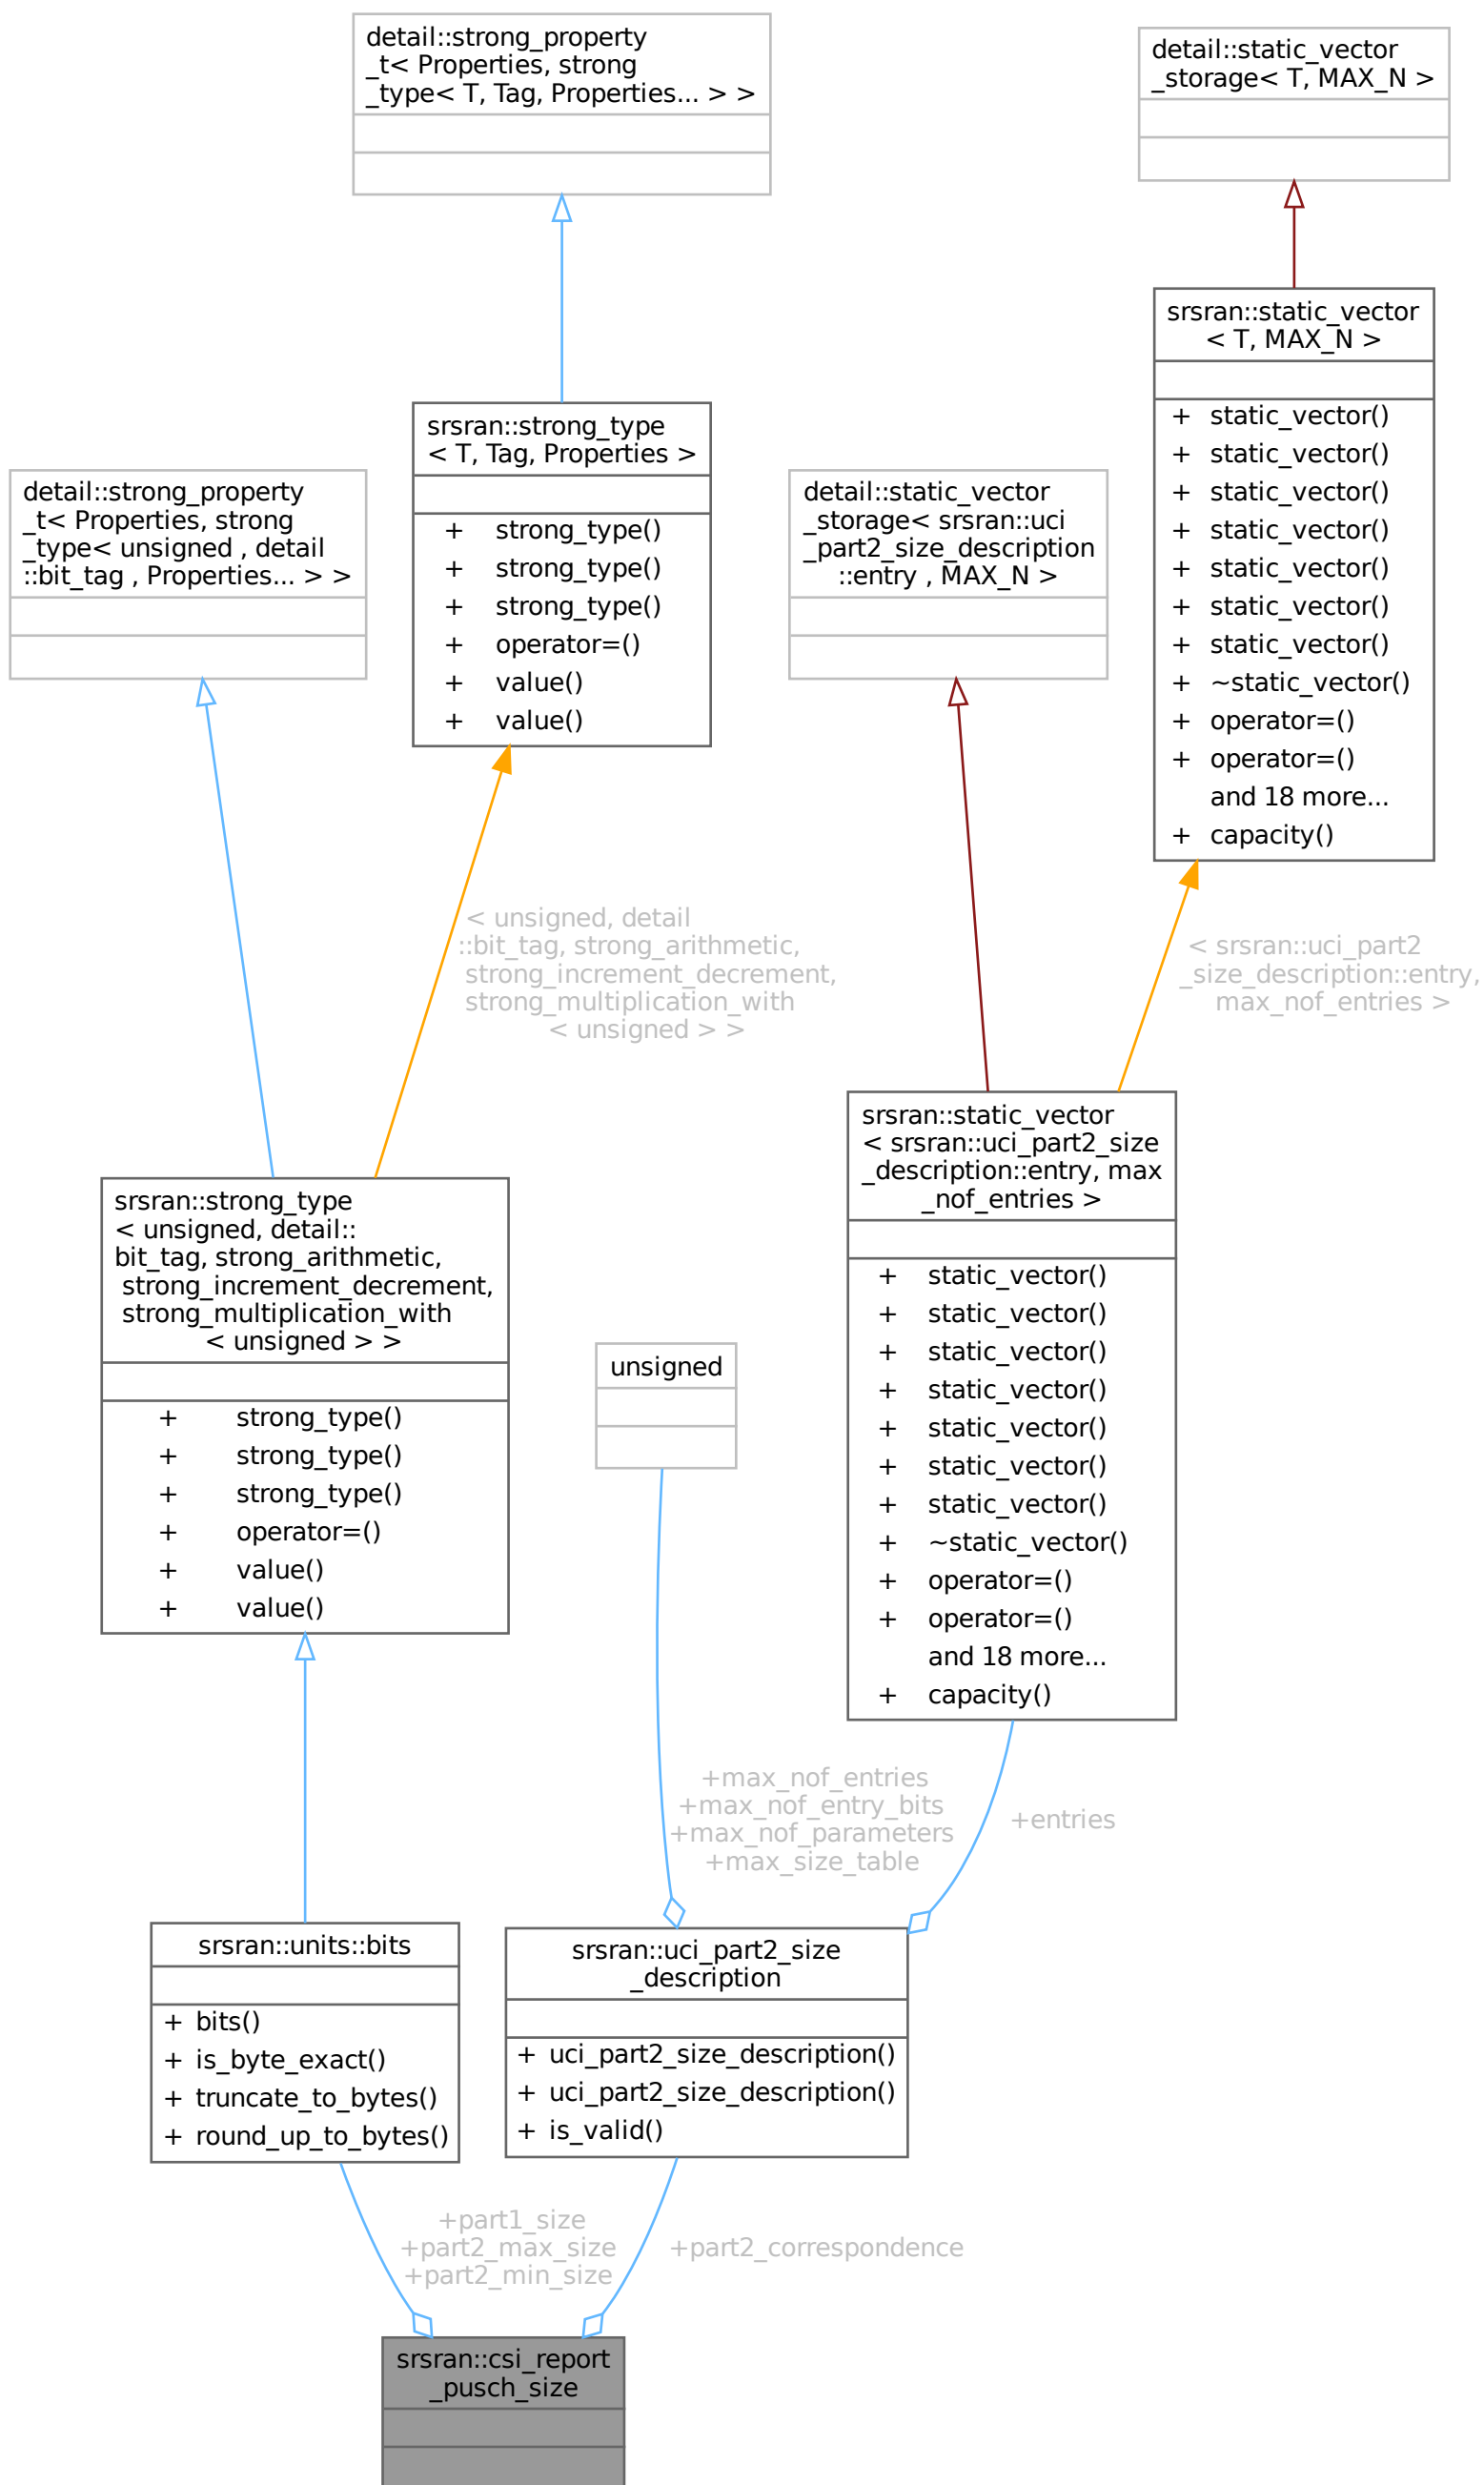 detail::strong_property
_t< Properties, strong
_type< T, Tag, Properties... > >
detail::static_vector
_storage< T, MAX_N >
srsran::static_vector
< T, MAX_N >
+ static_vector()
+ static_vector()
+ static_vector()
+ static_vector()
+ static_vector()
+ static_vector()
+ static_vector()
+ ~static_vector()
+ operator=()
+ operator=()
and 18 more...
+ capacity()
srsran::strong_type
< T, Tag, Properties >
+ strong_type()
+ strong_type()
+ strong_type()
+ operator=()
+ value()
+ value()
detail::strong_property
_t< Properties, strong
_type< unsigned , detail
::bit_tag , Properties... > >
detail::static_vector
_storage< srsran::uci
_part2_size_description
::entry , MAX_N >
< unsigned, detail
::bit_tag, strong_arithmetic,
strong_increment_decrement,
strong_multiplication_with
< unsigned > >
< srsran::uci_part2
_size_description::entry,
max_nof_entries >
srsran::static_vector
< srsran::uci_part2_size
_description::entry, max
_nof_entries >
+ static_vector()
+ static_vector()
+ static_vector()
+ static_vector()
+ static_vector()
+ static_vector()
+ static_vector()
+ ~static_vector()
+ operator=()
+ operator=()
and 18 more...
+ capacity()
srsran::strong_type
< unsigned, detail::
bit_tag, strong_arithmetic,
strong_increment_decrement,
strong_multiplication_with
< unsigned > >
+ strong_type()
+ strong_type()
+ strong_type()
+ operator=()
+ value()
+ value()
unsigned
+max_nof_entries
+max_nof_entry_bits
+max_nof_parameters
+max_size_table
+entries
srsran::units::bits
+ bits()
+ is_byte_exact()
+ truncate_to_bytes()
+ round_up_to_bytes()
srsran::uci_part2_size
_description
+ uci_part2_size_description()
+ uci_part2_size_description()
+ is_valid()
+part1_size
+part2_max_size
+part2_min_size
+part2_correspondence
srsran::csi_report
_pusch_size